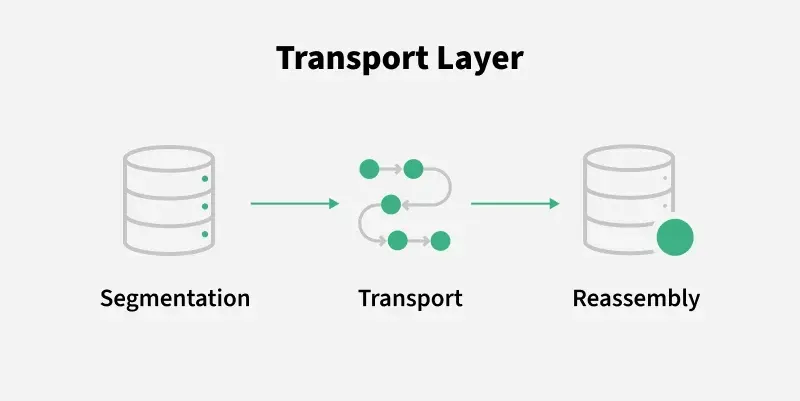 Transport Layer
Segmentation
Transport
Reassembly